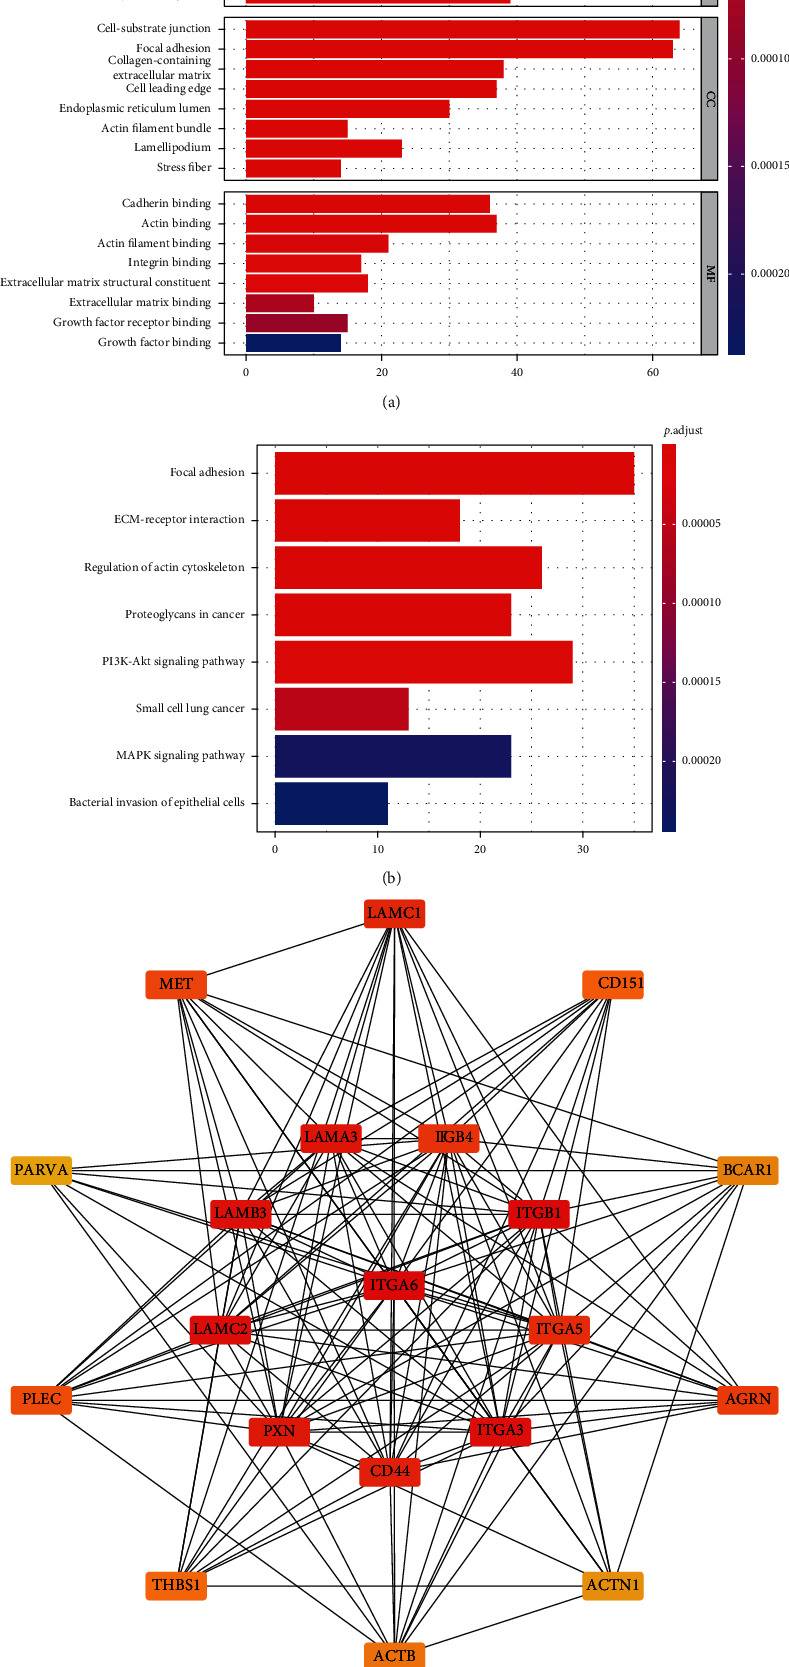 Cell-substrate junction
Focal adhesion
Collagen-containing
extracellular matrix
Cell leading edge
Endoplasmic reticulum lumen
Actin filament bundle
Lamellipodium
Stress fiber
CC
0.00010
0.00015
0.00020
Cadherin binding
Actin binding
Actin filament binding
Integrin binding
Extracellular matrix structural constituent
Extracellular matrix binding
Growth factor receptor binding
Growth factor binding
MF
0 20 40 60
(a)
p.adjust
Focal adhesion
ECM-receptor interaction
Regulation of actin cytoskeleton
Proteoglycans in cancer
PI3K-Akt signaling pathway
Small cell lung cancer
MAPK signaling pathway
Bacterial invasion of epithelial cells
0.00005
0.00010
0.00015
0.00020
0 10 20 30
(b)
LAMC1
MET
CD151
LAMA3
GB4
PARVA
BCAR1
LAMB3
ITGB1
ITGA6
LAMC2
ITGA5
PLEC
AGRN
PXN
ITGA3
CD44
THBS1
ACTN1
ACTB